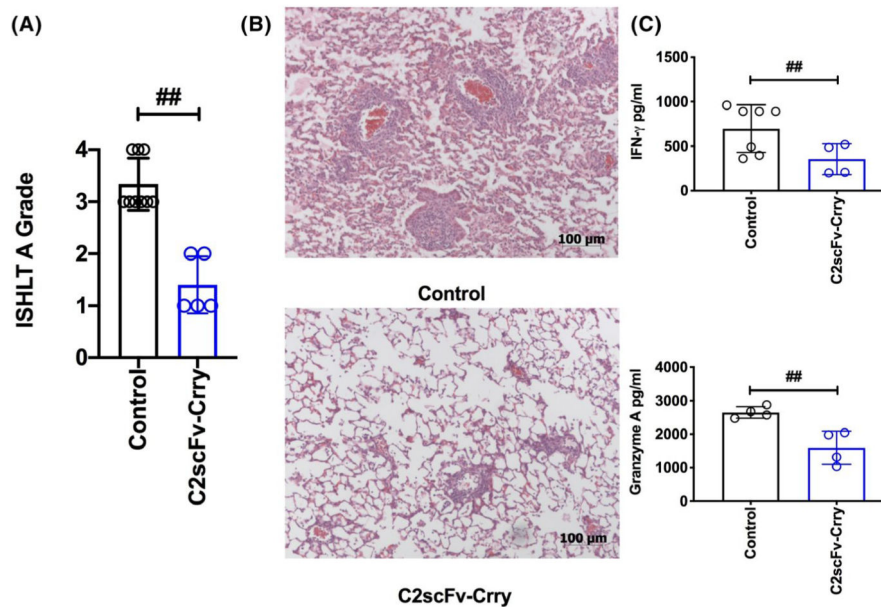 (A)
ISHLT A Grade
4
3
2
1
0
##
Control
C2scFv-Crry
(B)
100 µm
Control
100 µm
C2scFv-Crry
(C)
IFN-γ pg/ml
1500
1000
500
0
##
Control
C2scFv-Crry
Granzyme A pg/ml
4000
3000
2000
1000
0
##
Control
C2scFv-Crry